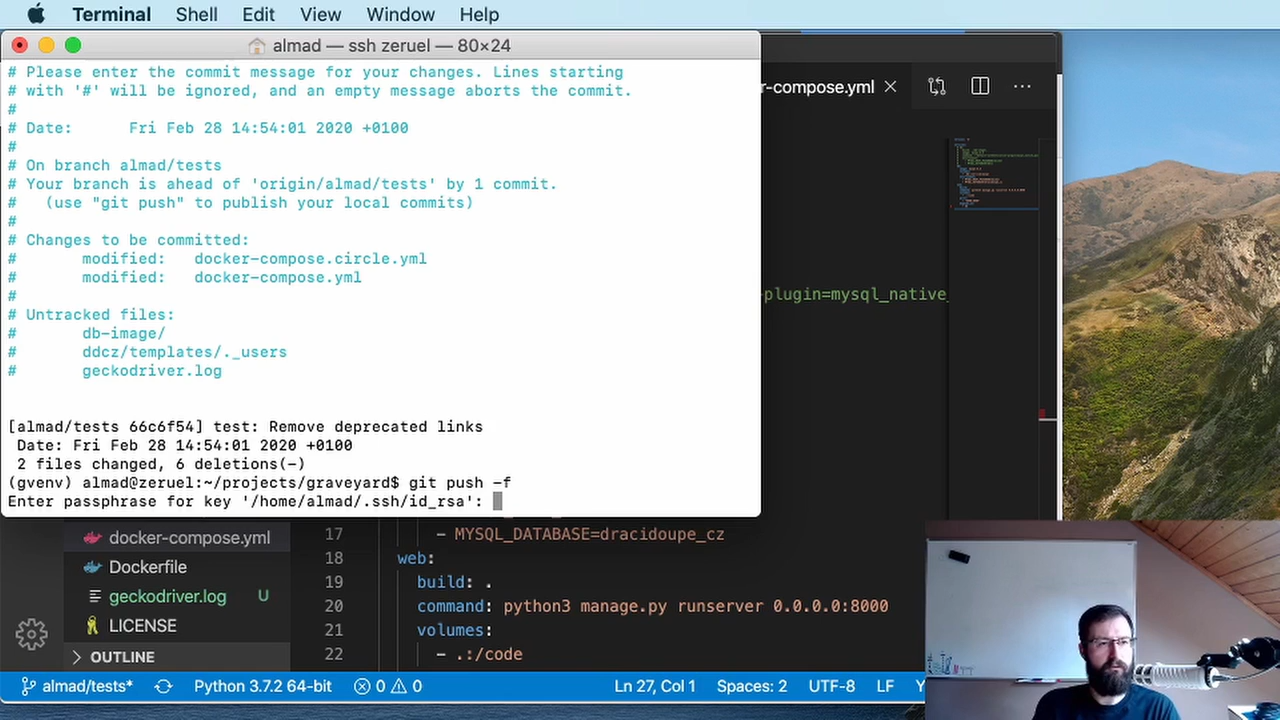 Terminal Shell Edit View Window Help
almad — ssh zeruel — 80×24
# Please enter the commit message for your changes. Lines starting
# with '#' will be ignored, and an empty message aborts the commit.
#
# Date:      Fri Feb 28 14:54:01 2020 +0100
#
# On branch almad/tests
# Your branch is ahead of 'origin/almad/tests' by 1 commit.
#   (use "git push" to publish your local commits)
#
# Changes to be committed:
#       modified:   docker-compose.circle.yml
#       modified:   docker-compose.yml
#
# Untracked files:
#       db-image/
#       ddcz/templates/._users
#       geckodriver.log
[almad/tests 66c6f54] test: Remove deprecated links
 Date: Fri Feb 28 14:54:01 2020 +0100
 2 files changed, 6 deletions(-)
(gvenv) almad@zeruel:~/projects/graveyard$ git push -f
Enter passphrase for key '/home/almad/.ssh/id_rsa':
r-compose.yml
-plugin=mysql_native_
docker-compose.yml
Dockerfile
geckodriver.log U
LICENSE
OUTLINE
17 - MYSQL_DATABASE=dracidoupe_cz
18 web:
19 build: .
20 command: python3 manage.py runserver 0.0.0.0:8000
21 volumes:
22 - .:/code
almad/tests* Python 3.7.2 64-bit 0 0 Ln 27, Col 1 Spaces: 2 UTF-8 LF Y